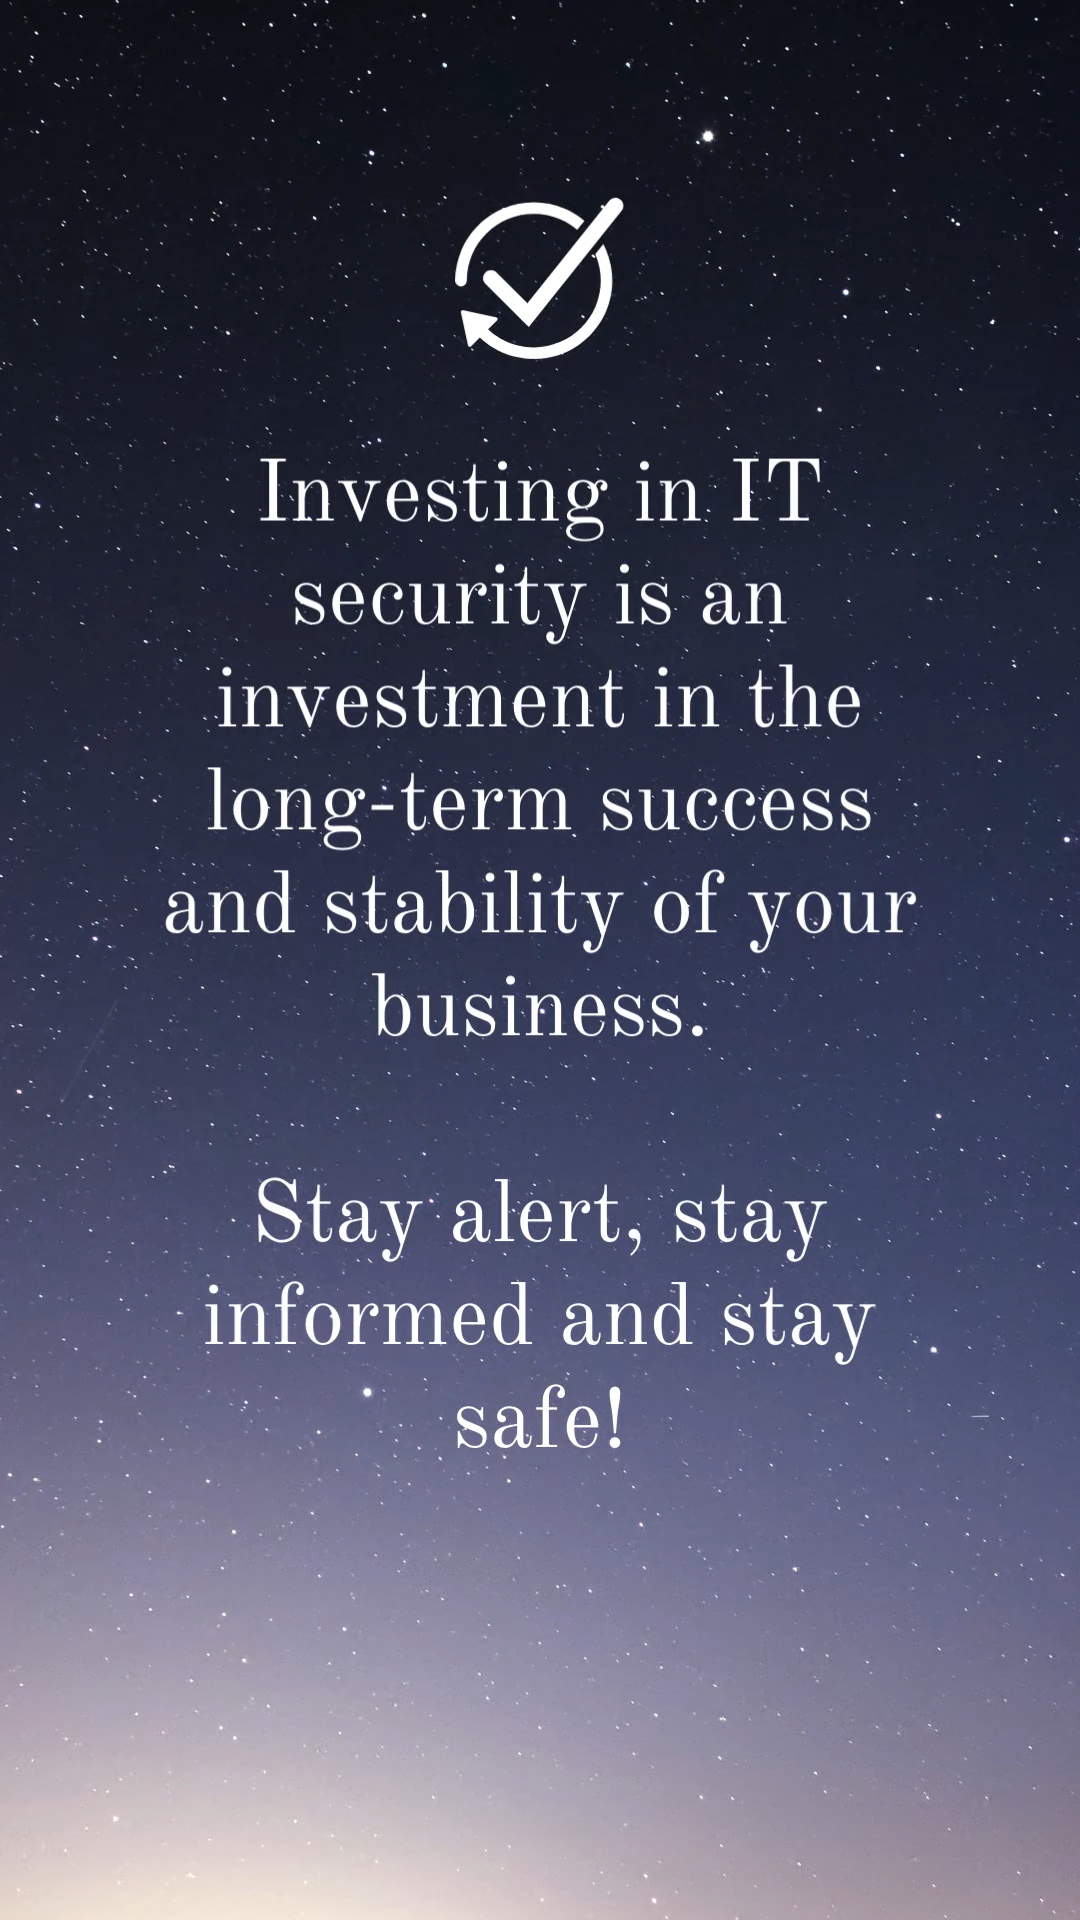 Investing in IT
security is an
investment in the
long-term success
and stability of your
business.
Stay alert, stay
informed and stay
safe!